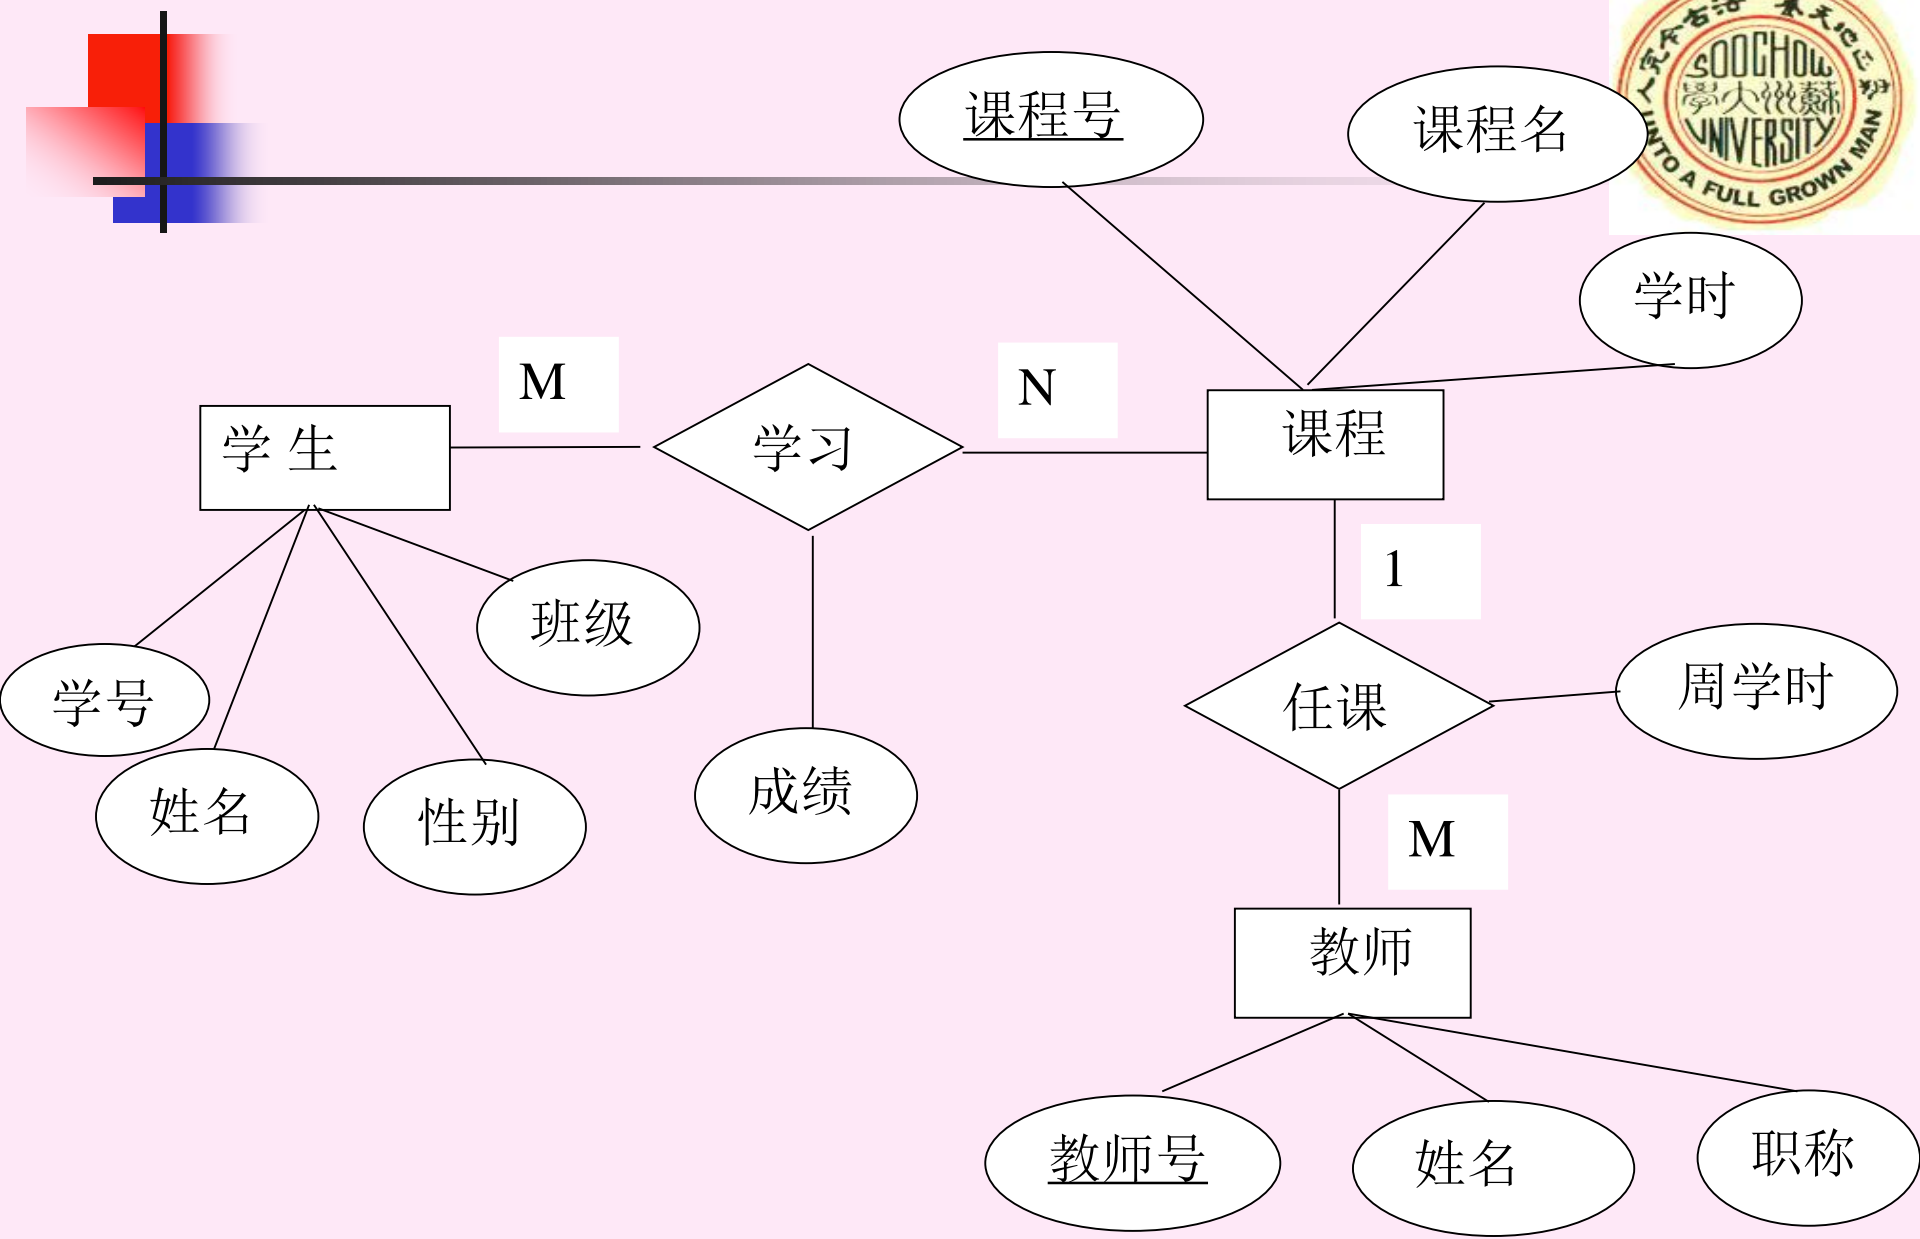 課程号
课程名
SOOCHOW
UNIVERSITY
UNTO A FULL GROWN MAN
学时
M
N
学 生
学习
课程
1
班级
学号
任课
周学时
姓名
性别
成绩
M
教师
教师号
姓名
职称